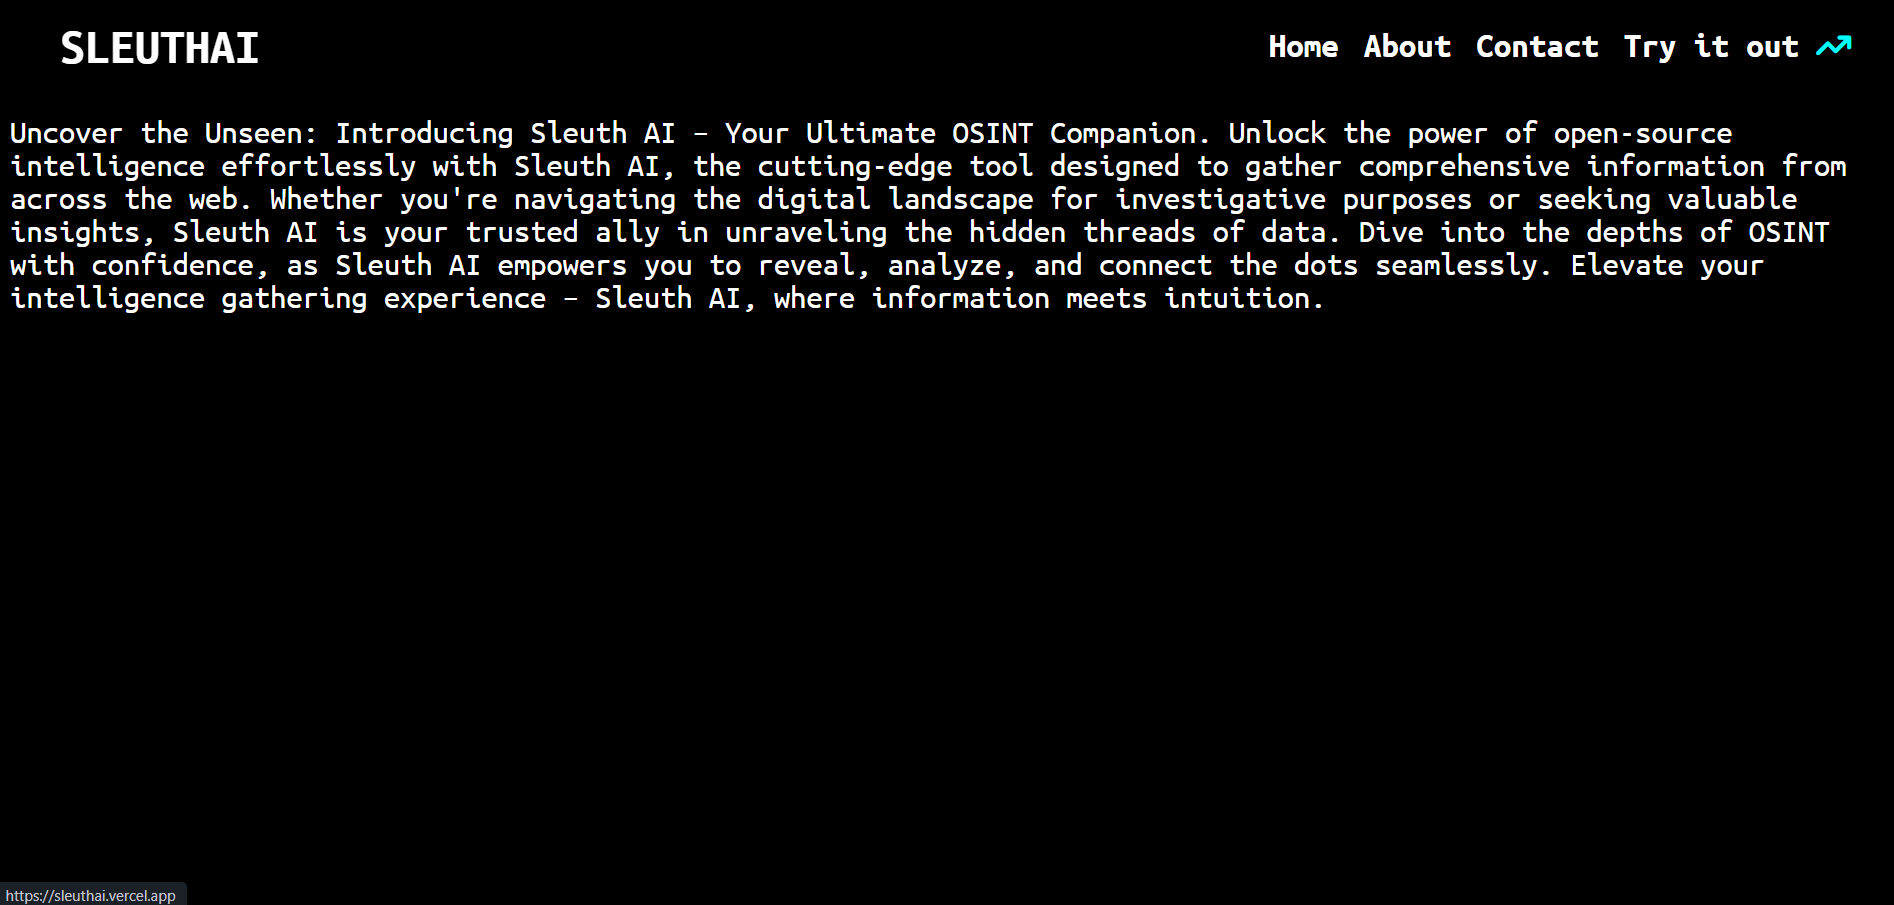 SLEUTHAI
Home About Contact Try it out
Uncover the Unseen: Introducing Sleuth AI – Your Ultimate OSINT Companion. Unlock the power of open-source
intelligence effortlessly with Sleuth AI, the cutting-edge tool designed to gather comprehensive information from
across the web. Whether you're navigating the digital landscape for investigative purposes or seeking valuable
insights, Sleuth AI is your trusted ally in unraveling the hidden threads of data. Dive into the depths of OSINT
with confidence, as Sleuth AI empowers you to reveal, analyze, and connect the dots seamlessly. Elevate your
intelligence gathering experience – Sleuth AI, where information meets intuition.
https://sleuthai.vercel.app